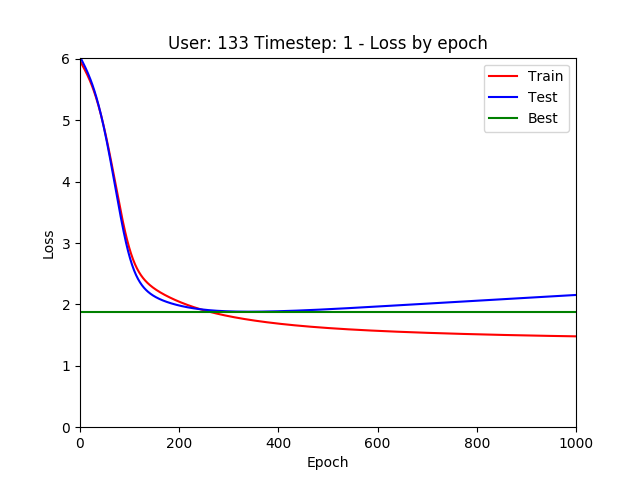 User: 133 Timestep: 1 - Loss by epoch
6
5
4
3
2
1
0
Loss
Train
Test
Best
0 200 400 600 800 1000
Epoch